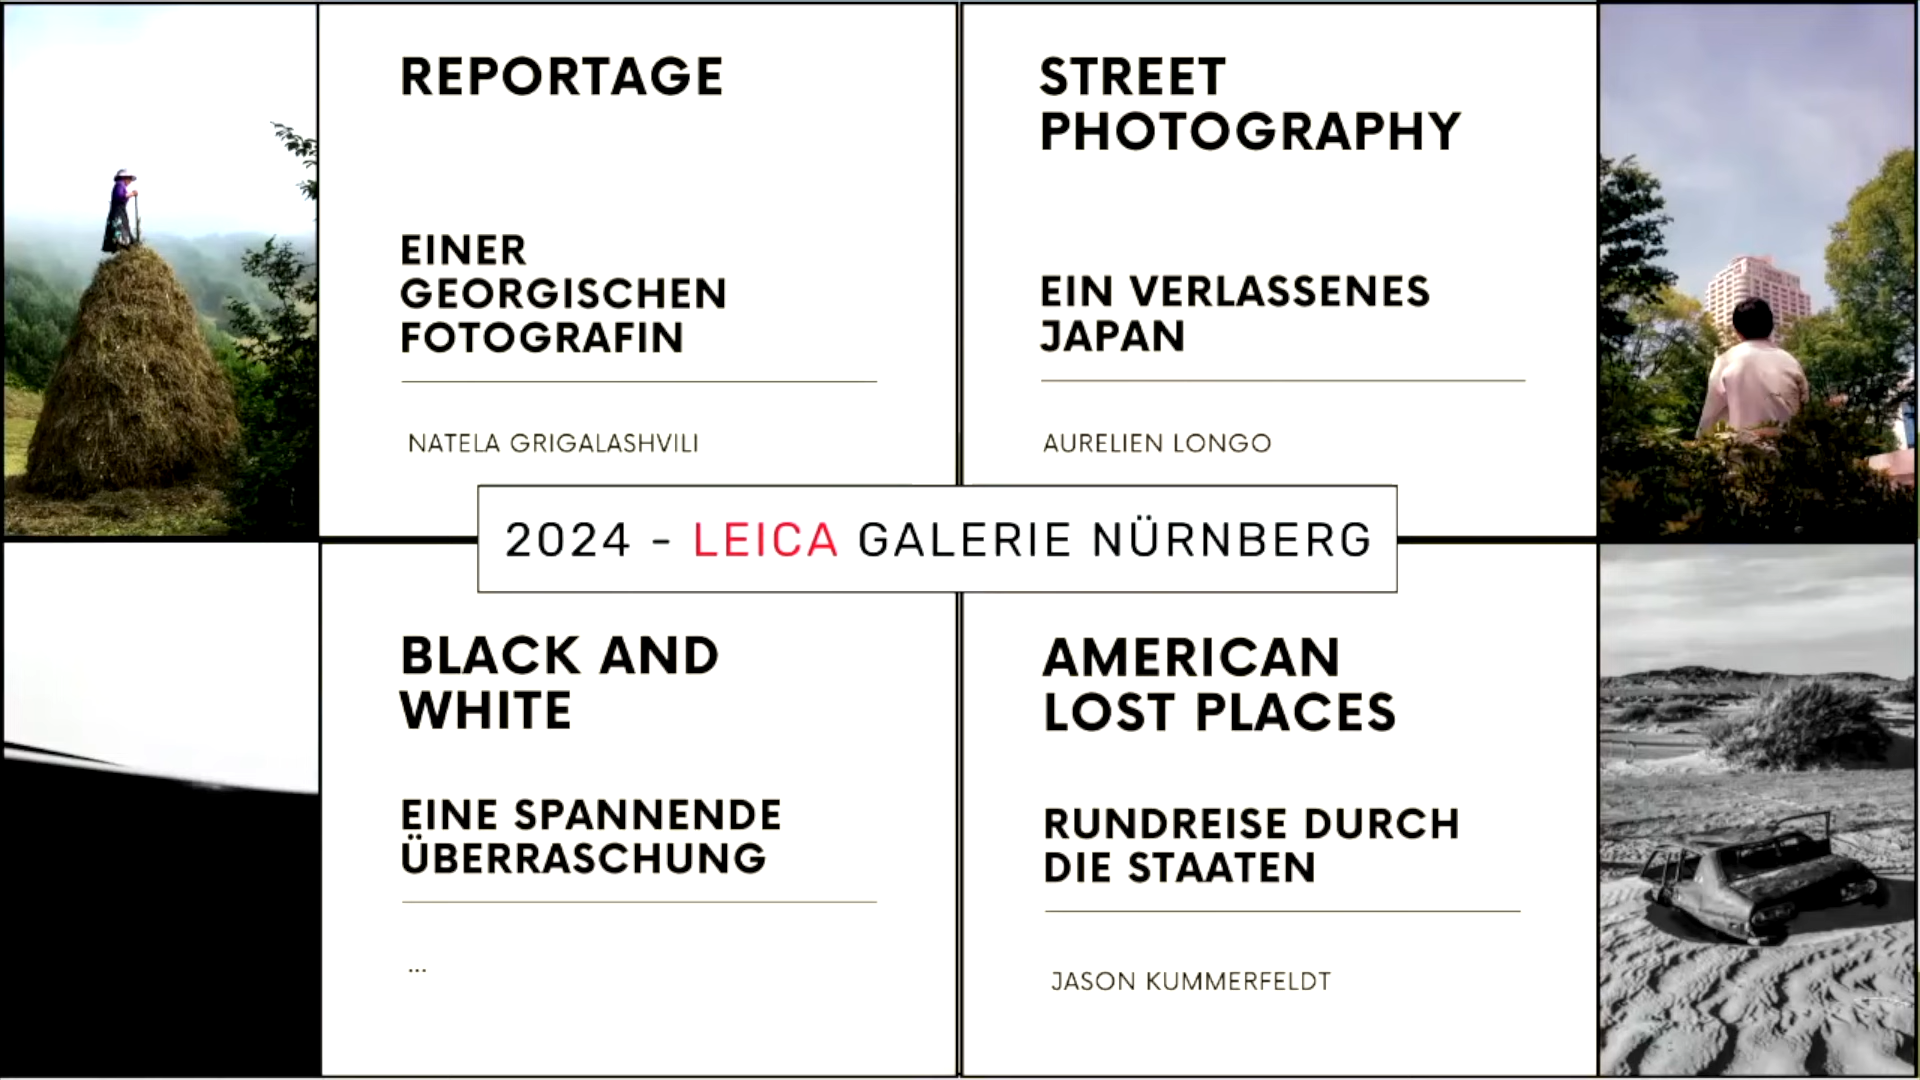 REPORTAGE
EINER
GEORGISCHEN
FOTOGRAFIN
NATELA GRIGALASHVILI
STREET
PHOTOGRAPHY
EIN VERLASSENES
JAPAN
AURELIEN LONGO
2024 - LEICA GALERIE NÜRNBERG
BLACK AND
WHITE
EINE SPANNENDE
ÜBERRASCHUNG
...
AMERICAN
LOST PLACES
RUNDREISE DURCH
DIE STAATEN
JASON KUMMERFELDT